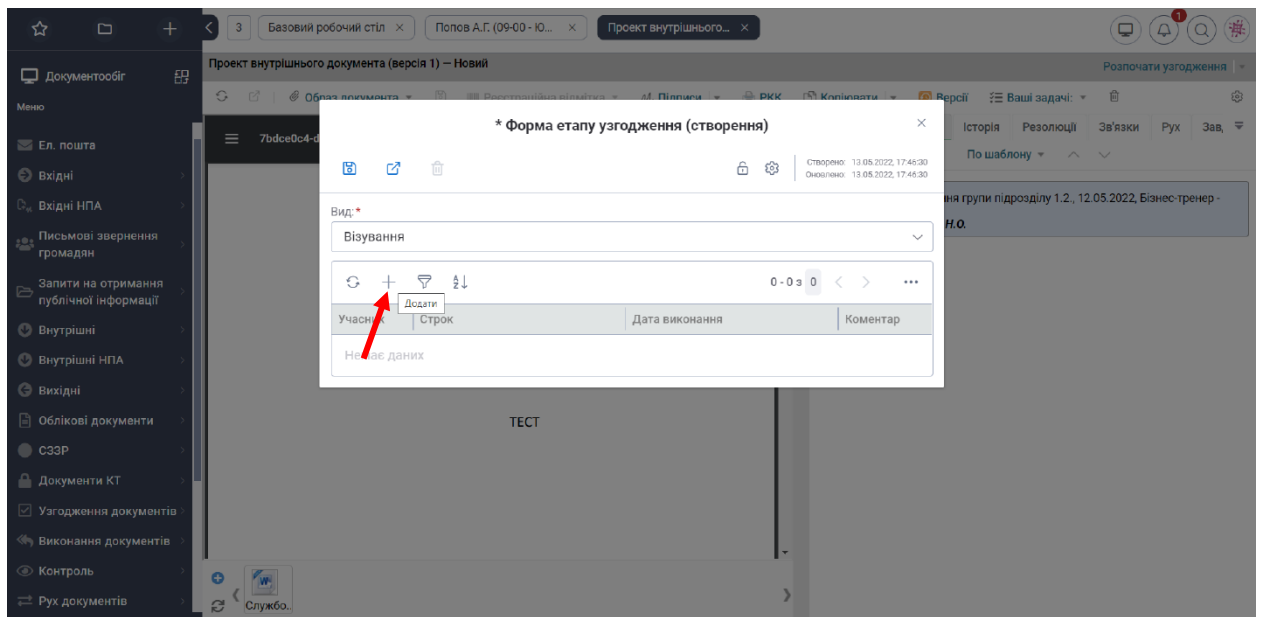 3
Базовий робочий стіл ×
Попов А.Г. (09-00 - Ю... ×
Проект внутрішнього... ×
1
Документообіг
Меню
Ел. пошта
Вхідні
Вхідні НПА
Письмові звернення
громадян
Запити на отримання
публічної інформації
Внутрішні
Внутрішні НПА
Вихідні
Облікові документи
СЗЗР
Документи КТ
Узгодження документів
Виконання документів
Контроль
Рух документів
Проект внутрішнього документа (версія 1) — Новий
Розпочати узгодження
Образ документа
Реєстраційна відмітка
Підписи
РКК
Копіювати
Версії
Ваші задачі:
7bdce0c4-d
Історія Резолюції Зв'язки Рух Зав,
По шаблону
ня групи підрозділу 1.2., 12.05.2022, Бізнес-тренер -
Н.О.
* Форма етапу узгодження (створення)
Створено: 13.05.2022, 17:46:30
Оновлено: 13.05.2022, 17:46:30
Вид:*
Візування
0 - 0 з 0
Додати
Учасник Строк Дата виконання Коментар
Немає даних
ТЕСТ
Службо..